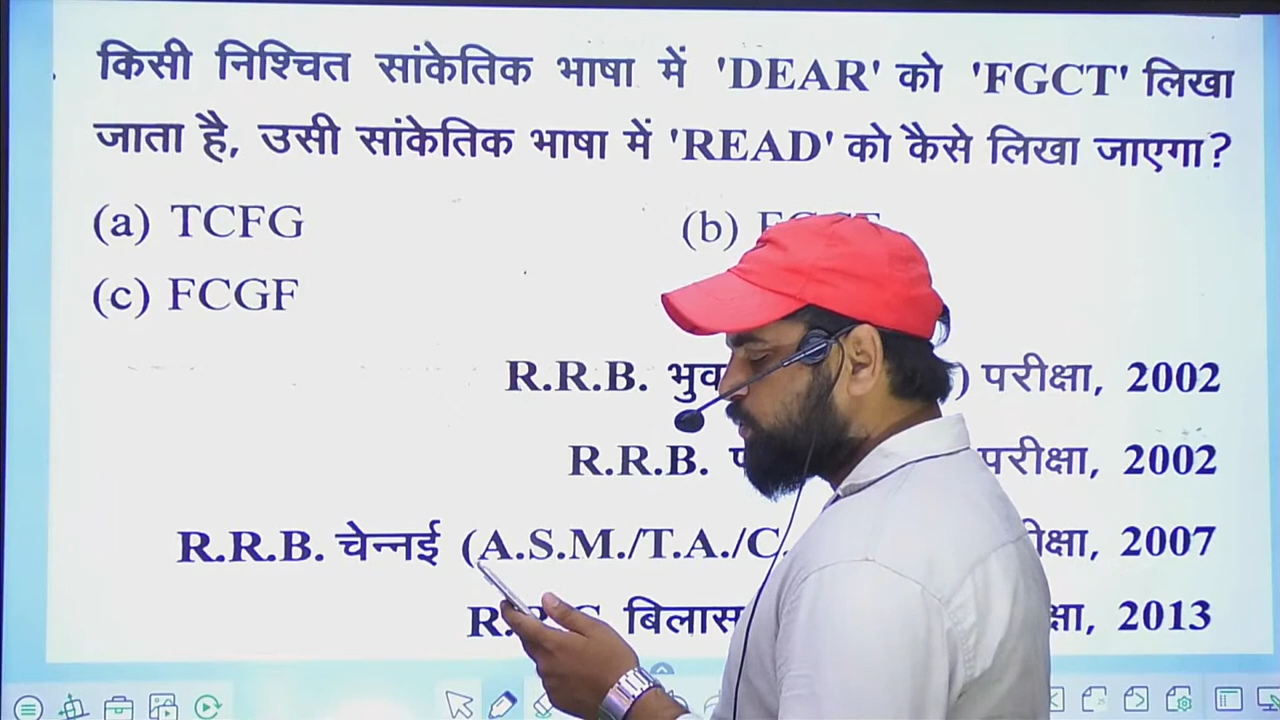 किसी निश्चित सांकेतिक भाषा में 'DEAR' को 'FGCT' लिखा
जाता है, उसी सांकेतिक भाषा में 'READ' को कैसे लिखा जाएगा?
(a) TCFG (b)
(c) FCGF
R.R.B. परीक्षा, 2002
R.R.B. परीक्षा, 2002
R.R.B. चेन्नई (A.S.M./T.A./C. 2007
2013